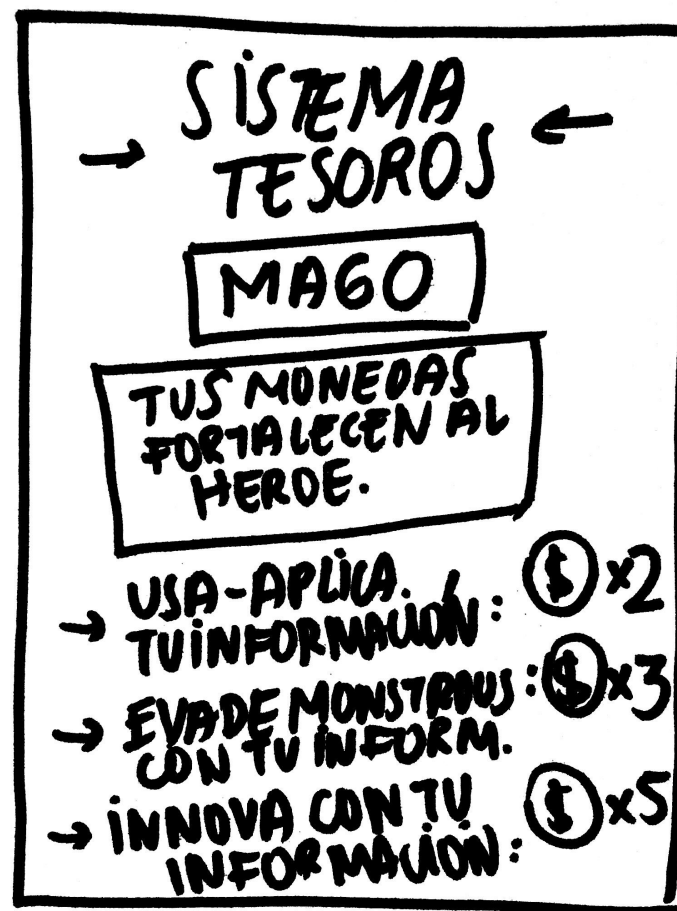 → SISTEMA ←
TESOROS
MAGO
TUS MONEDAS
FORTALECEN AL
HEROE.
→ USA-APLICA. $ x2
TU INFORMACIÓN:
→ EVADE MONSTROUS: $ x3
CON TU INFORM.
→ INNOVA CON TU $ x5
INFORMACIÓN: